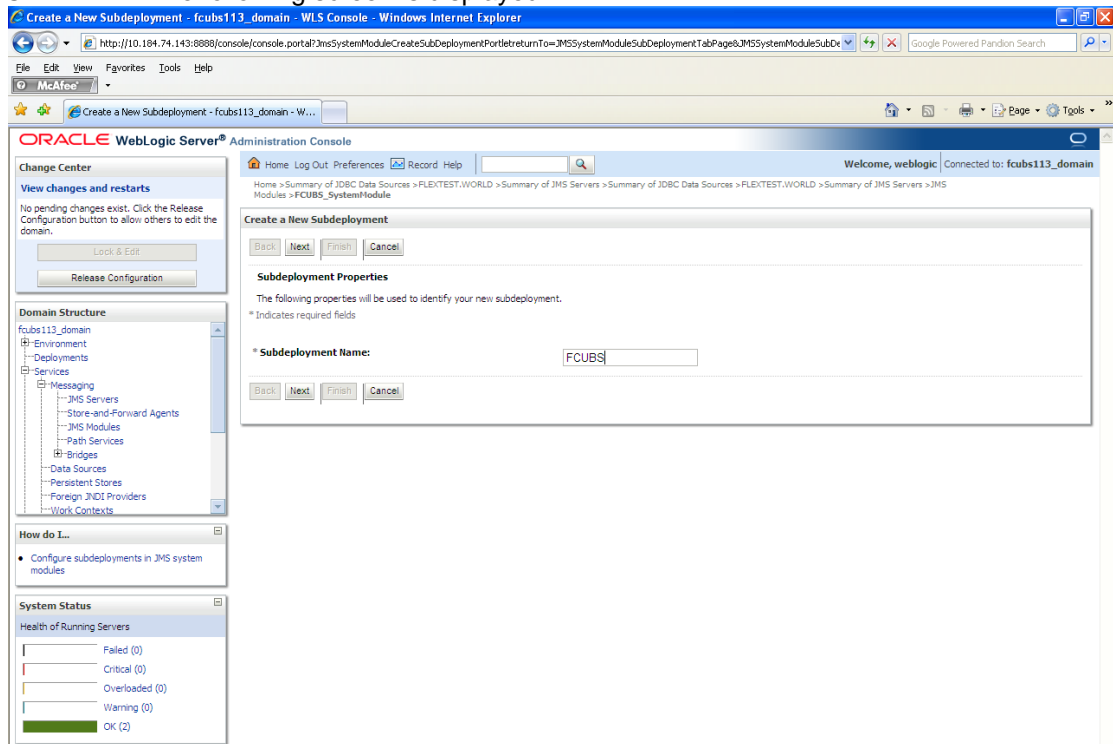 Create a New Subdeployment - fcubs113_domain - WLS Console - Windows Internet Explorer
http://10.184.74.143:8888/console/console.portal?JmsSystemModuleCreateSubDeploymentPortletreturnTo=JMSSystemModuleSubDeploymentTabPage&JMSSystemModuleSubDe
Google Powered Pandion Search
File Edit View Favorites Tools Help
McAfee
Create a New Subdeployment - fcubs113_domain - W...
Page Tools
ORACLE WebLogic Server® Administration Console
Change Center
View changes and restarts
No pending changes exist. Click the Release
Configuration button to allow others to edit the
domain.
Lock & Edit
Release Configuration
Domain Structure
fcubs113_domain
Environment
Deployments
Services
Messaging
JMS Servers
Store-and-Forward Agents
JMS Modules
Path Services
Bridges
Data Sources
Persistent Stores
Foreign JNDI Providers
Work Contexts
How do I...
Configure subdeployments in JMS system
modules
System Status
Health of Running Servers
Failed (0)
Critical (0)
Overloaded (0)
Warning (0)
OK (2)
Home Log Out Preferences Record Help
Welcome, weblogic Connected to: fcubs113_domain
Home >Summary of JDBC Data Sources >FLEXTEST.WORLD >Summary of JMS Servers >Summary of JDBC Data Sources >FLEXTEST.WORLD >Summary of JMS Servers >JMS
Modules >FCUBS_SystemModule
Create a New Subdeployment
Back Next Finish Cancel
Subdeployment Properties
The following properties will be used to identify your new subdeployment.
* Indicates required fields
* Subdeployment Name: FCUBS
Back Next Finish Cancel